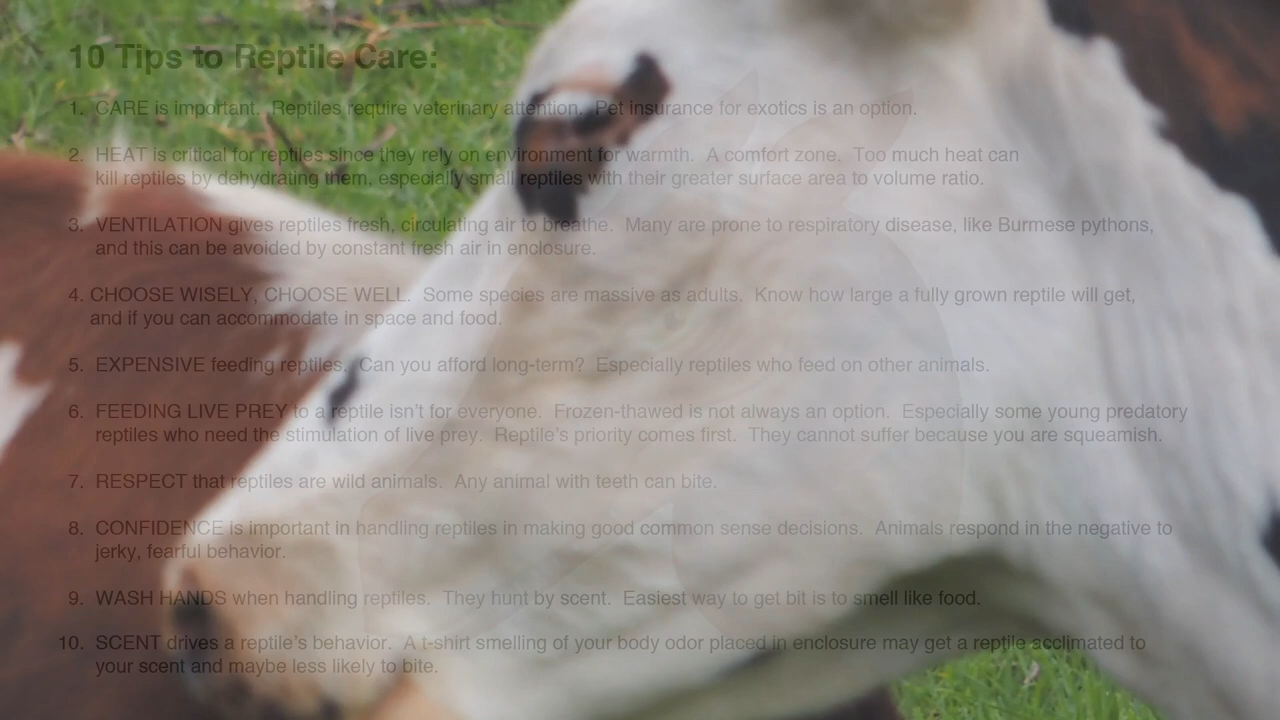 10 Tips to Reptile Care:
1. CARE is important. Reptiles require veterinary attention. Pet insurance for exotics is an option.
2. HEAT is critical for reptiles since they rely on environment for warmth. A comfort zone. Too much heat can
kill reptiles by dehydrating them, especially small reptiles with their greater surface area to volume ratio.
3. VENTILATION gives reptiles fresh, circulating air to breathe. Many are prone to respiratory disease, like Burmese pythons,
and this can be avoided by constant fresh air in enclosure.
4. CHOOSE WISELY, CHOOSE WELL. Some species are massive as adults. Know how large a fully grown reptile will get,
and if you can accommodate in space and food.
5. EXPENSIVE feeding reptiles. Can you afford long-term? Especially reptiles who feed on other animals.
6. FEEDING LIVE PREY to a reptile isn't for everyone. Frozen-thawed is not always an option. Especially some young predatory
reptiles who need the stimulation of live prey. Reptile's priority comes first. They cannot suffer because you are squeamish.
7. RESPECT that reptiles are wild animals. Any animal with teeth can bite.
8. CONFIDENCE is important in handling reptiles in making good common sense decisions. Animals respond in the negative to
jerky, fearful behavior.
9. WASH HANDS when handling reptiles. They hunt by scent. Easiest way to get bit is to smell like food.
10. SCENT drives a reptile's behavior. A t-shirt smelling of your body odor placed in enclosure may get a reptile acclimated to
your scent and maybe less likely to bite.